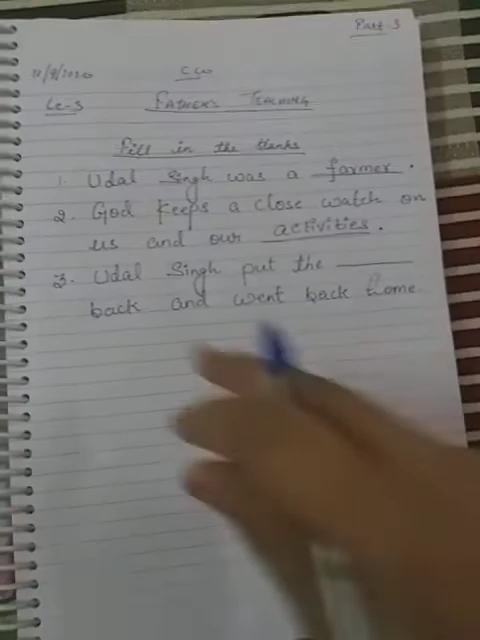 Part-3
11/9/2020 CW
Le-3 FATHER'S TEACHING
Fill in the blanks
1. Udal Singh was a farmer.
2. God keeps a close watch on
us and our activities.
3. Udal Singh put the ______
back and went back home